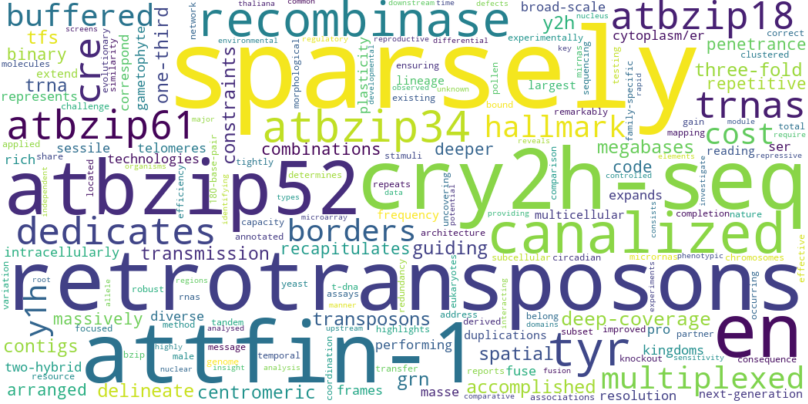 buffered
recombinase
atbzip18
sparsely
cre
cry2h-seq
atbzip61
atbzip34
hallmark
trnas
cost
atbzip52
canalized
dedicates
borders
guiding
retrotransposons
attfin-1
en
tyr
multiplexed
y1h
tfs
binary
extend
trna
represents
challenge
molecules
screens
evolutionary
similarity
correspond
gametophyte
one-third
thaliana
common
network
environmental
regulatory
reproductive
differential
downstream
time
defects
nucleus
broad-scale
y2h
experimentally
cytoplasm/er
testing
mirnas
sequencing
key
rapid
ensuring
morphological
lineage
observed
unknown
existing
plasticity
developmental
pollen
bound
remarkably
family-specific
largest
correct
clustered
penetrance
three-fold
repetitive
gain
module
total
require
mapping
share
constraints
combinations
deeper
megabases
code
reading
ser
repressive
major
applied
sessile
telomeres
rich
technologies
located
tightly
stimuli
comparison
elements
reveals
controlled
investigate
expands
multicellular
completion
nature
consists
architecture
providing
potential
uncovering
frequency
determines
repeats
data
types
identifying
180-base-pair
efficiency
organisms
independent
intracellularly
transmission
recapitulates
capacity
microarray
annotated
subcellular
circadian
micrornas
phenotypic
chromosomes
effective
variation
root
robust
regions
rnas
allele
yeast
t-dna
assays
redundancy
eukaryotes
manner
interacting
occurring
experiments
massively
diverse
transposons
address
derived
domains
deep-coverage
contigs
focused
method
tandem
analysed
upstream
highlights
duplications
belong
subset
improved
pro
partner
kingdoms
two-hybrid
resource
bzip
highly
male
message
insight
temporal
performing
spatial
knockout
sensitivity
consequence
arranged
delineate
nuclear
genome
analysis
centromeric
coordination
transfer
frames
grn
masse
reports
fuse
fusion
comparative
associations
accomplished
resolution
next-generation